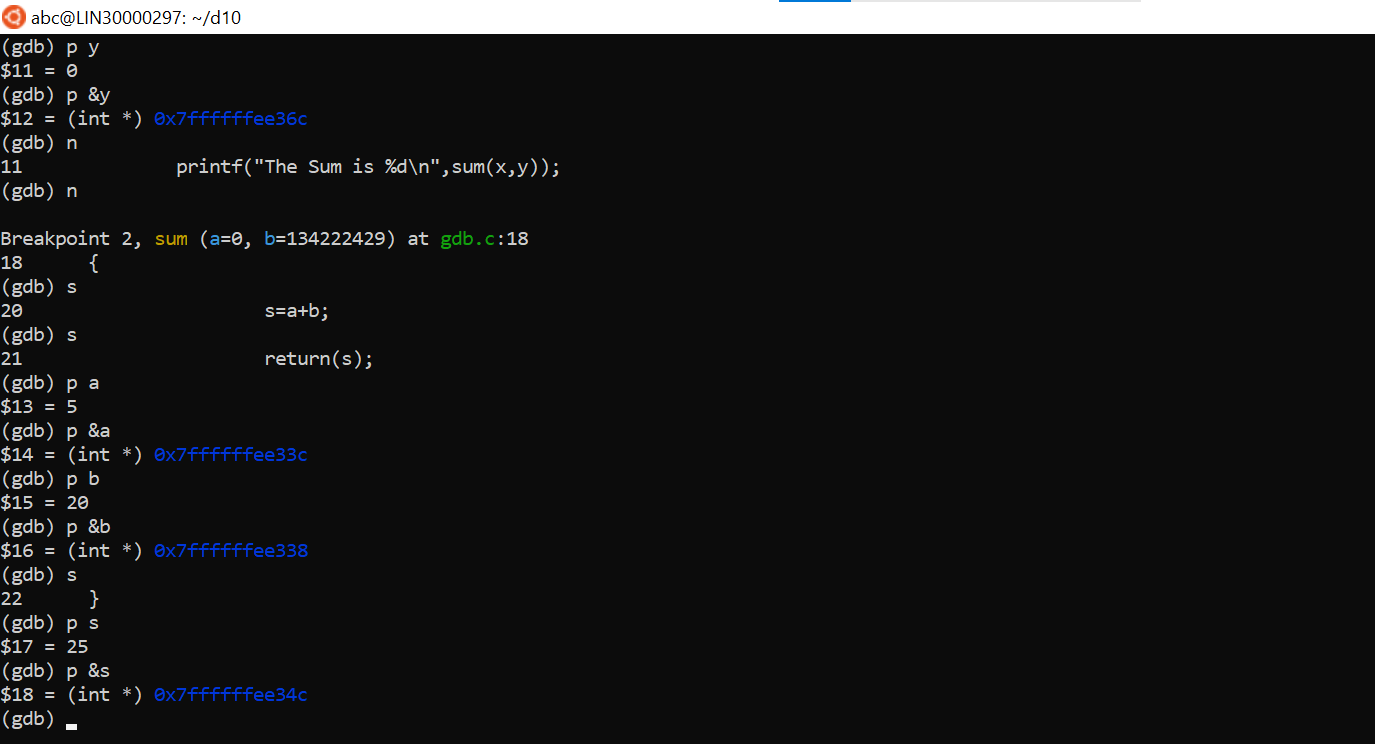 abc@LIN30000297: ~/d10
(gdb) p y
$11 = 0
(gdb) p &y
$12 = (int *) 0x7ffffffee36c
(gdb) n
11              printf("The Sum is %d\n",sum(x,y));
(gdb) n
Breakpoint 2, sum (a=0, b=134222429) at gdb.c:18
18      {
(gdb) s
20                      s=a+b;
(gdb) s
21                      return(s);
(gdb) p a
$13 = 5
(gdb) p &a
$14 = (int *) 0x7ffffffee33c
(gdb) p b
$15 = 20
(gdb) p &b
$16 = (int *) 0x7ffffffee338
(gdb) s
22      }
(gdb) p s
$17 = 25
(gdb) p &s
$18 = (int *) 0x7ffffffee34c
(gdb)